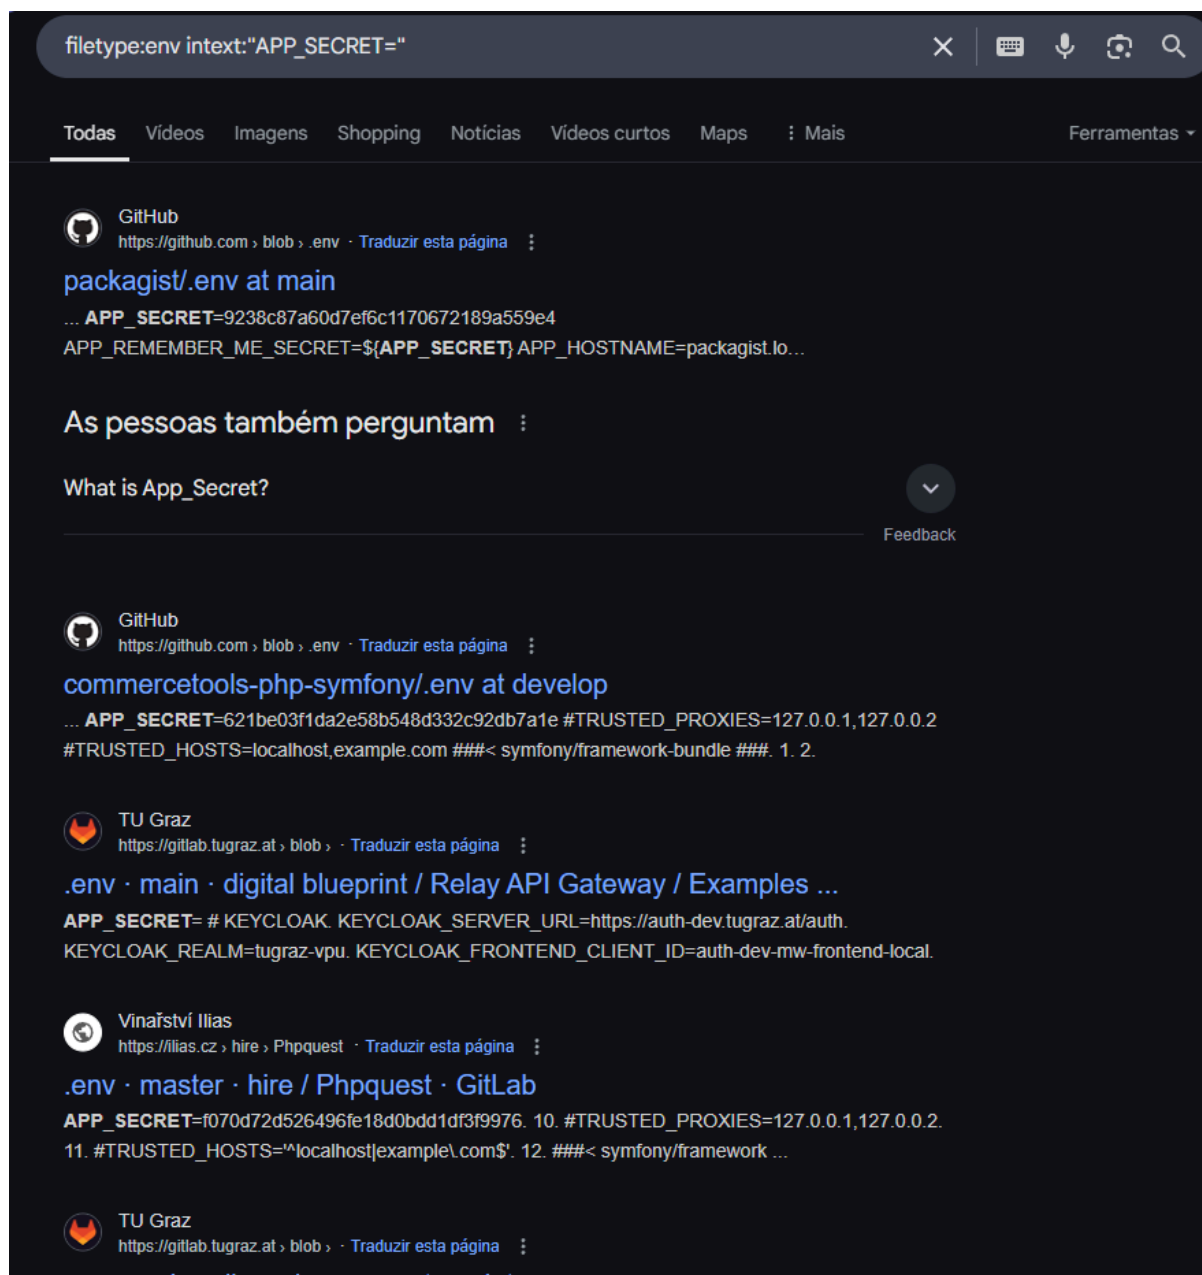 filetype:env intext:"APP_SECRET="
Todas Vídeos Imagens Shopping Notícias Vídeos curtos Maps Mais Ferramentas
GitHub
https://github.com › blob › .env · Traduzir esta página
packagist/.env at main
... APP_SECRET=9238c87a60d7ef6c1170672189a559e4
APP_REMEMBER_ME_SECRET=${APP_SECRET} APP_HOSTNAME=packagist.lo...
As pessoas também perguntam
What is App_Secret?
Feedback
GitHub
https://github.com › blob › .env · Traduzir esta página
commercetools-php-symfony/.env at develop
... APP_SECRET=621be03f1da2e58b548d332c92db7a1e #TRUSTED_PROXIES=127.0.0.1,127.0.0.2
#TRUSTED_HOSTS=localhost,example.com ###< symfony/framework-bundle ###. 1. 2.
TU Graz
https://gitlab.tugraz.at › blob › · Traduzir esta página
.env · main · digital blueprint / Relay API Gateway / Examples ...
APP_SECRET= # KEYCLOAK. KEYCLOAK_SERVER_URL=https://auth-dev.tugraz.at/auth.
KEYCLOAK_REALM=tugraz-vpu. KEYCLOAK_FRONTEND_CLIENT_ID=auth-dev-mw-frontend-local.
Vinařství Ilias
https://ilias.cz › hire › Phpquest · Traduzir esta página
.env · master · hire / Phpquest · GitLab
APP_SECRET=f070d72d526496fe18d0bdd1df3f9976. 10. #TRUSTED_PROXIES=127.0.0.1,127.0.0.2.
11. #TRUSTED_HOSTS='^localhost|example\.com$'. 12. ###< symfony/framework ...
TU Graz
https://gitlab.tugraz.at › blob › · Traduzir esta página